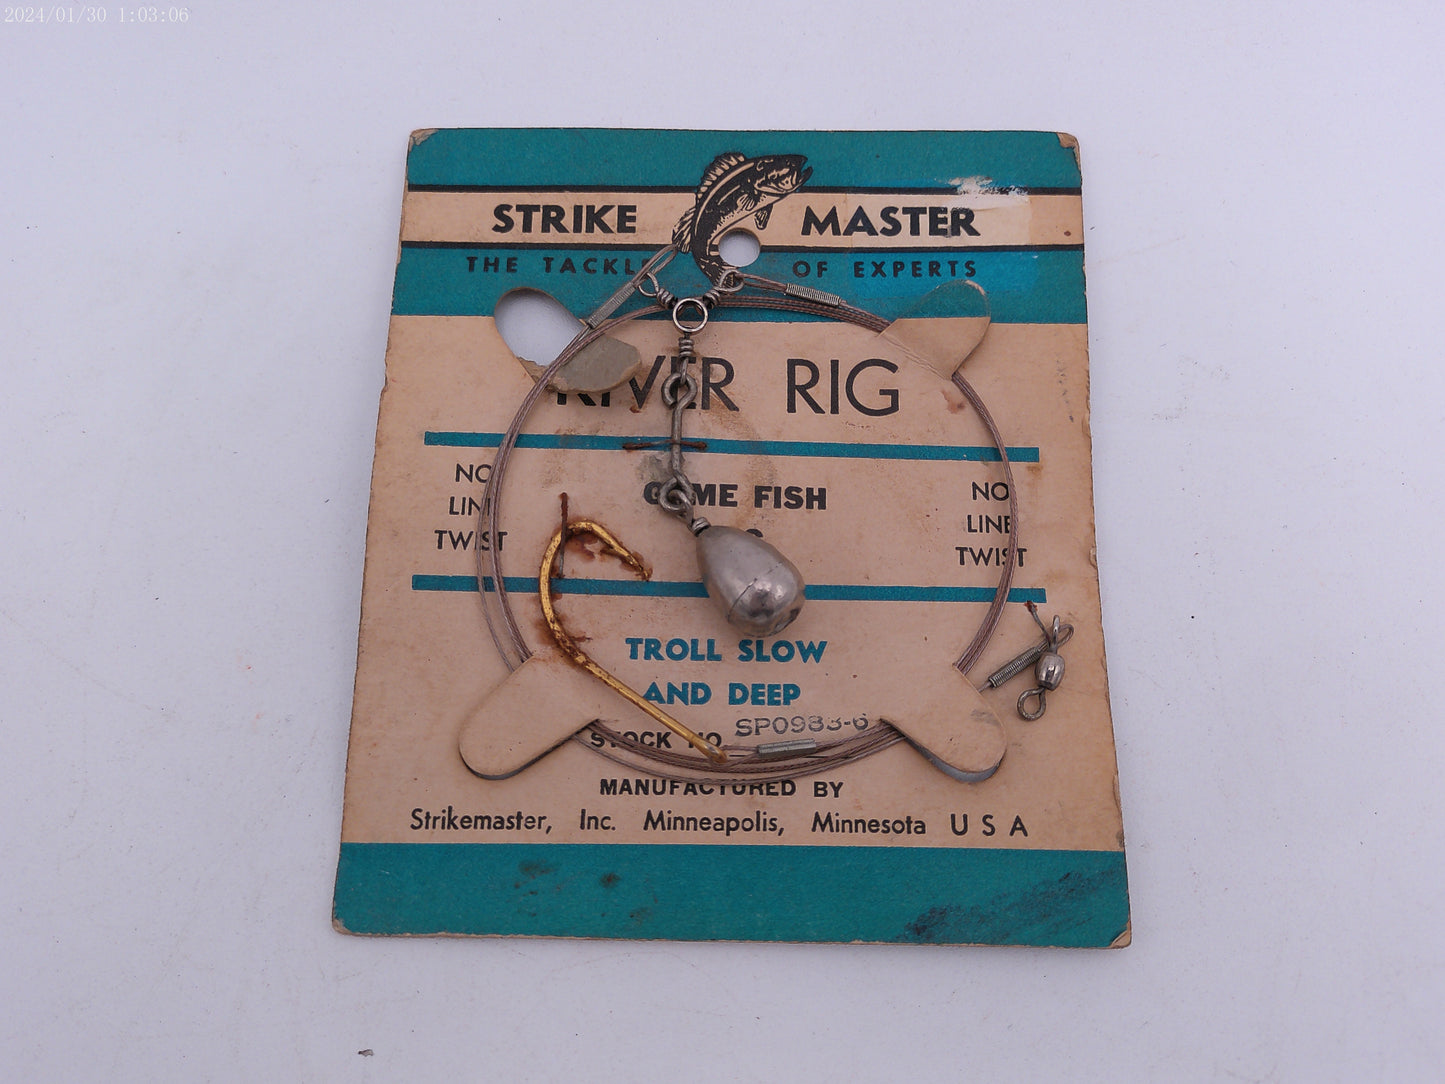 2024/01/30 1:03:06
STRIKE MASTER
THE TACKLE OF EXPERTS
RIVER RIG
NO LINE TWIST
GAME FISH
NO LINE TWIST
TROLL SLOW
AND DEEP
STOCK NO SP0983-6
MANUFACTURED BY
Strikemaster, Inc. Minneapolis, Minnesota U S A